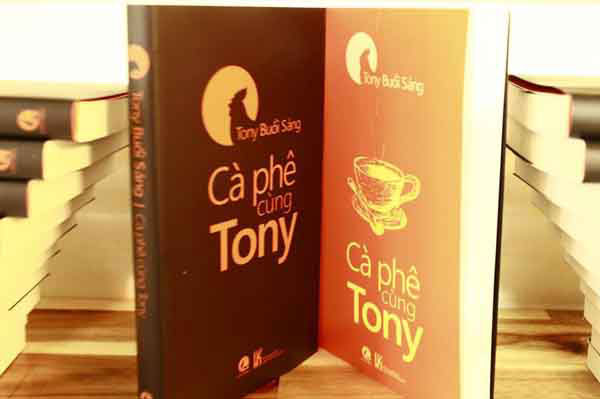 Tony Buổi Sáng | Cà phê cùng Tony
Tony Buổi Sáng
Cà phê
cùng
Tony
Tony Buổi Sáng
Cà phê
cùng
Tony